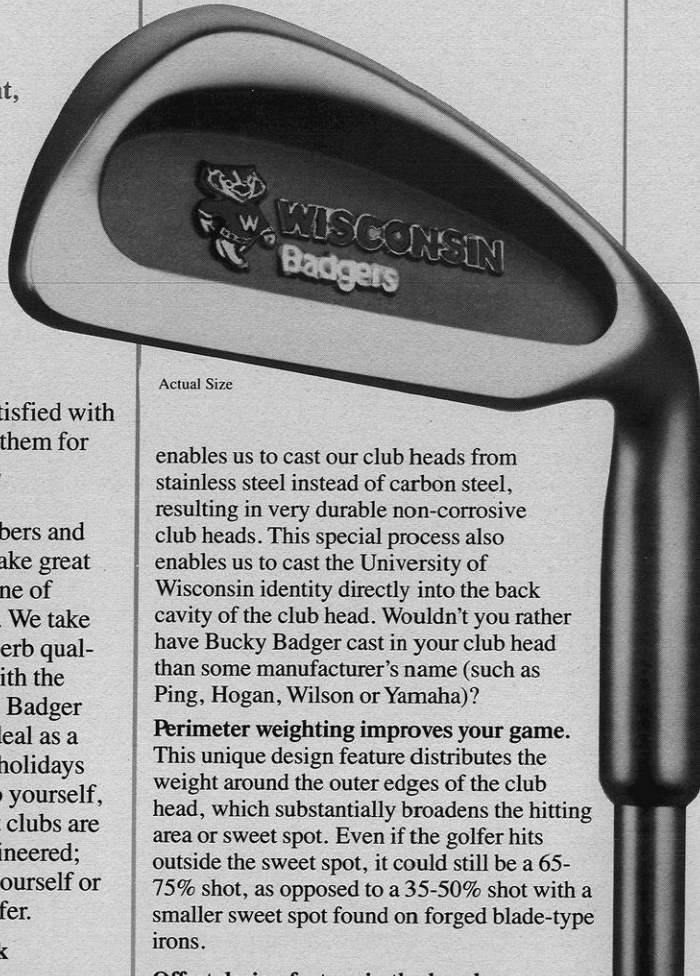 nt,
W
WISCONSIN
Badgers
Actual Size
tisfied with
them for
bers and
ake great
ne of
. We take
erb qual-
ith the
Badger
leal as a
holidays
o yourself,
t clubs are
ineered;
ourself or
fer.
k
enables us to cast our club heads from
stainless steel instead of carbon steel,
resulting in very durable non-corrosive
club heads. This special process also
enables us to cast the University of
Wisconsin identity directly into the back
cavity of the club head. Wouldn't you rather
have Bucky Badger cast in your club head
than some manufacturer's name (such as
Ping, Hogan, Wilson or Yamaha)?
Perimeter weighting improves your game.
This unique design feature distributes the
weight around the outer edges of the club
head, which substantially broadens the hitting
area or sweet spot. Even if the golfer hits
outside the sweet spot, it could still be a 65-
75% shot, as opposed to a 35-50% shot with a
smaller sweet spot found on forged blade-type
irons.